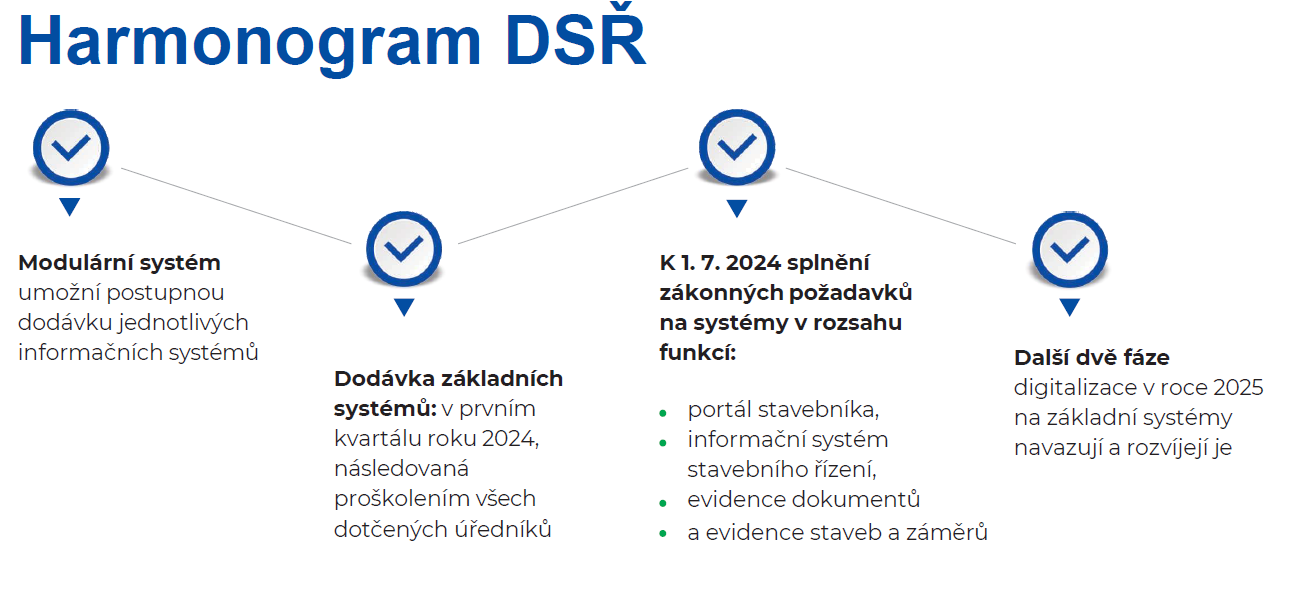 Harmonogram DSŘ
Modulární systém
umožní postupnou
dodávku jednotlivých
informačních systémů
Dodávka základních
systémů: v prvním
kvartálu roku 2024,
následovaná
proškolením všech
dotčených úředníků
K 1. 7. 2024 splnění
zákonných požadavků
na systémy v rozsahu
funkcí:
portál stavebníka,
informační systém
stavebního řízení,
evidence dokumentů
a evidence staveb a záměrů
Další dvě fáze
digitalizace v roce 2025
na základní systémy
navazují a rozvíjejí je